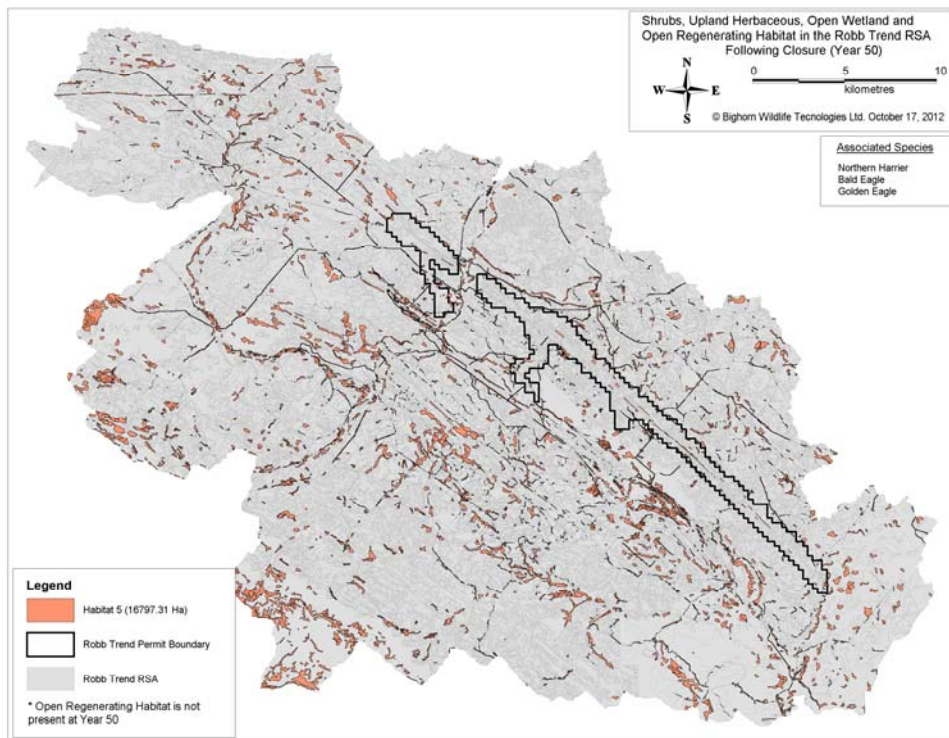 Shrubs, Upland Herbaceous, Open Wetland and
Open Regenerating Habitat in the Robb Trend RSA
Following Closure (Year 50)
N
W E
S
0 5 10
kilometres
© Bighorn Wildlife Tecnologies Ltd. October 17, 2012
Associated Species
Northern Harrier
Bald Eagle
Golden Eagle
Legend
Habitat 5 (16797.31 Ha)
Robb Trend Permit Boundary
Robb Trend RSA
* Open Regenerating Habitat is not
present at Year 50